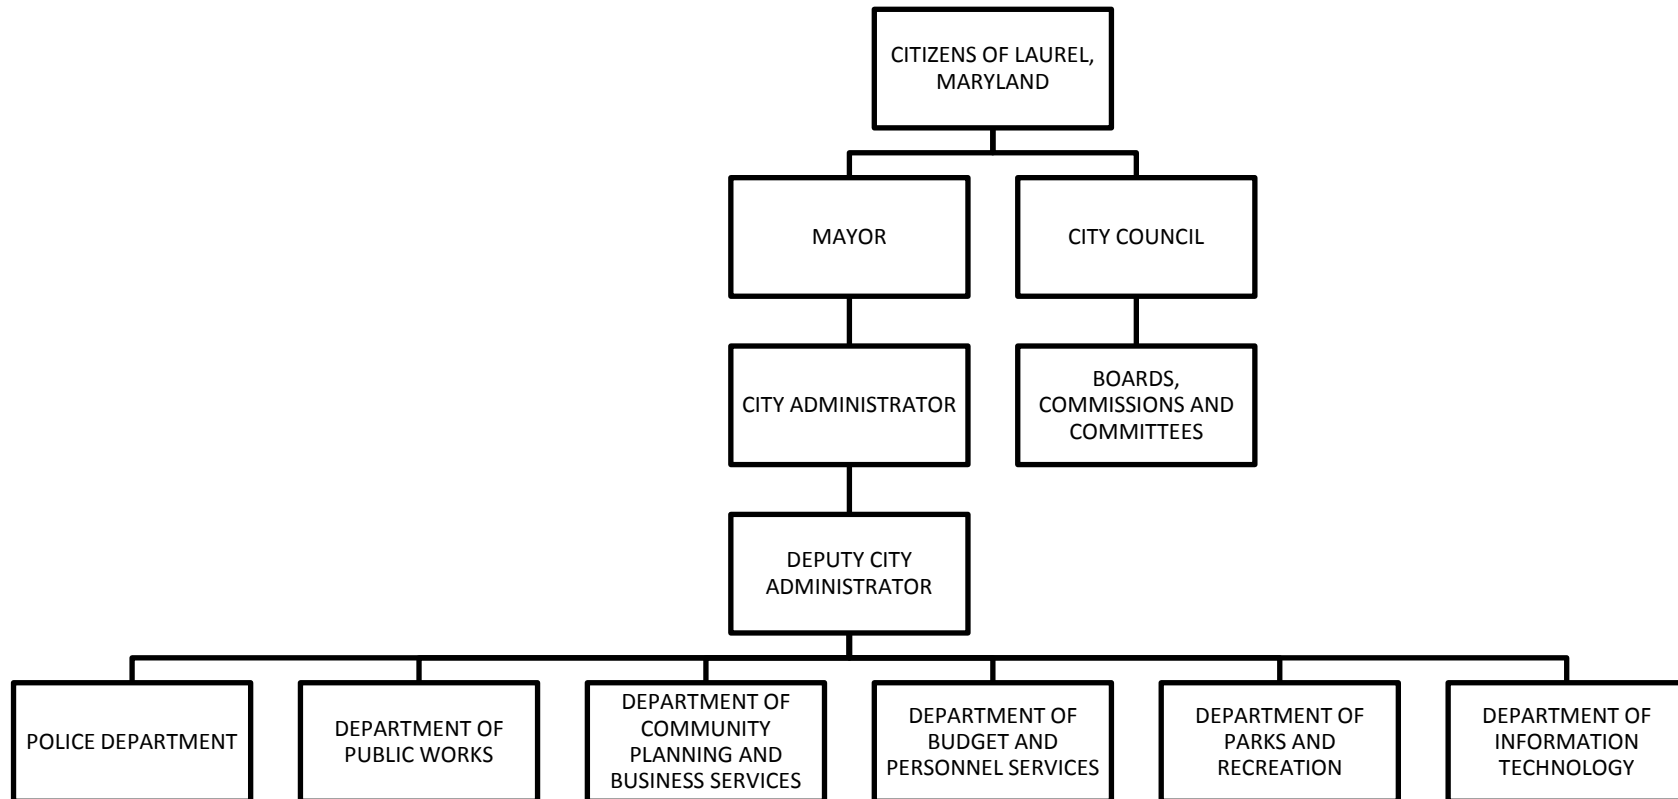 CITIZENS OF LAUREL,
MARYLAND
MAYOR
CITY COUNCIL
CITY ADMINISTRATOR
BOARDS,
COMMISSIONS AND
COMMITTEES
DEPUTY CITY
ADMINISTRATOR
POLICE DEPARTMENT
DEPARTMENT OF
PUBLIC WORKS
DEPARTMENT OF
COMMUNITY
PLANNING AND
BUSINESS SERVICES
DEPARTMENT OF
BUDGET AND
PERSONNEL SERVICES
DEPARTMENT OF
PARKS AND
RECREATION
DEPARTMENT OF
INFORMATION
TECHNOLOGY